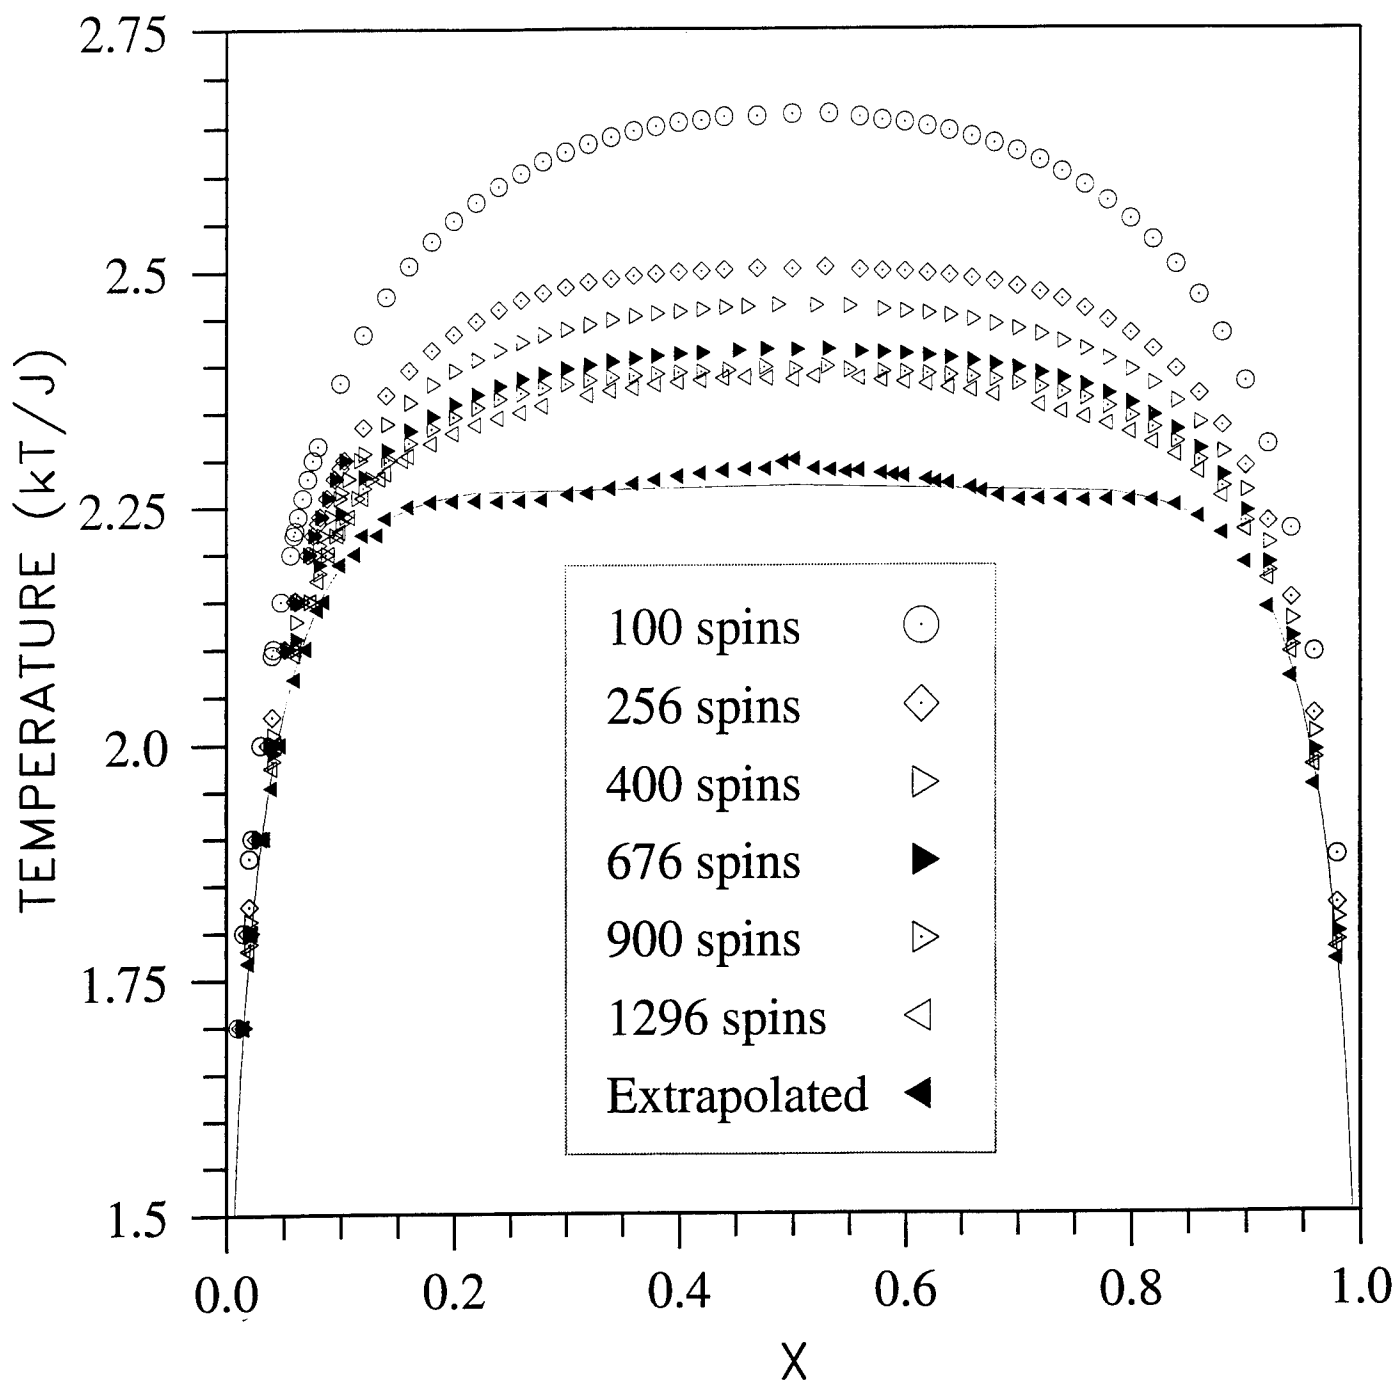 2.75
2.5
2.25
2.0
1.75
1.5
TEMPERATURE (kT/J)
100 spins
256 spins
400 spins
676 spins
900 spins
1296 spins
Extrapolated
0.0 0.2 0.4 0.6 0.8 1.0
X